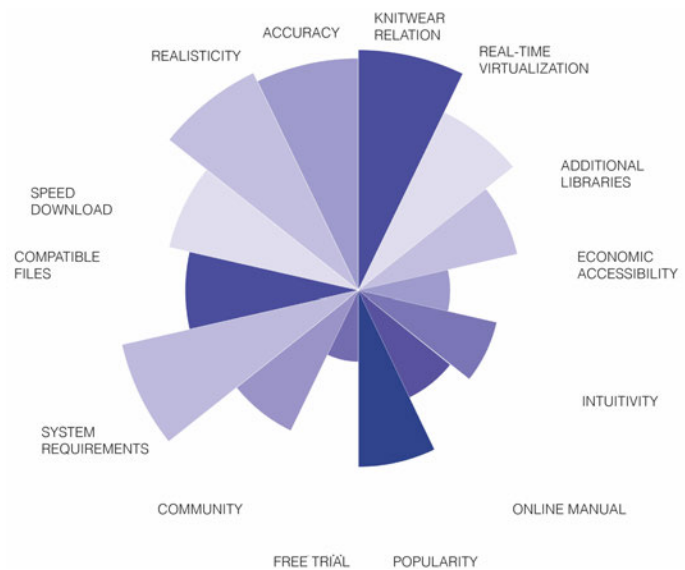 KNITWEAR
RELATION
REAL-TIME
VIRTUALIZATION
ADDITIONAL
LIBRARIES
ECONOMIC
ACCESSIBILITY
INTUITIVITY
ONLINE MANUAL
POPULARITY
FREE TRIAL
COMMUNITY
SYSTEM
REQUIREMENTS
COMPATIBLE
FILES
SPEED
DOWNLOAD
REALISTICITY
ACCURACY